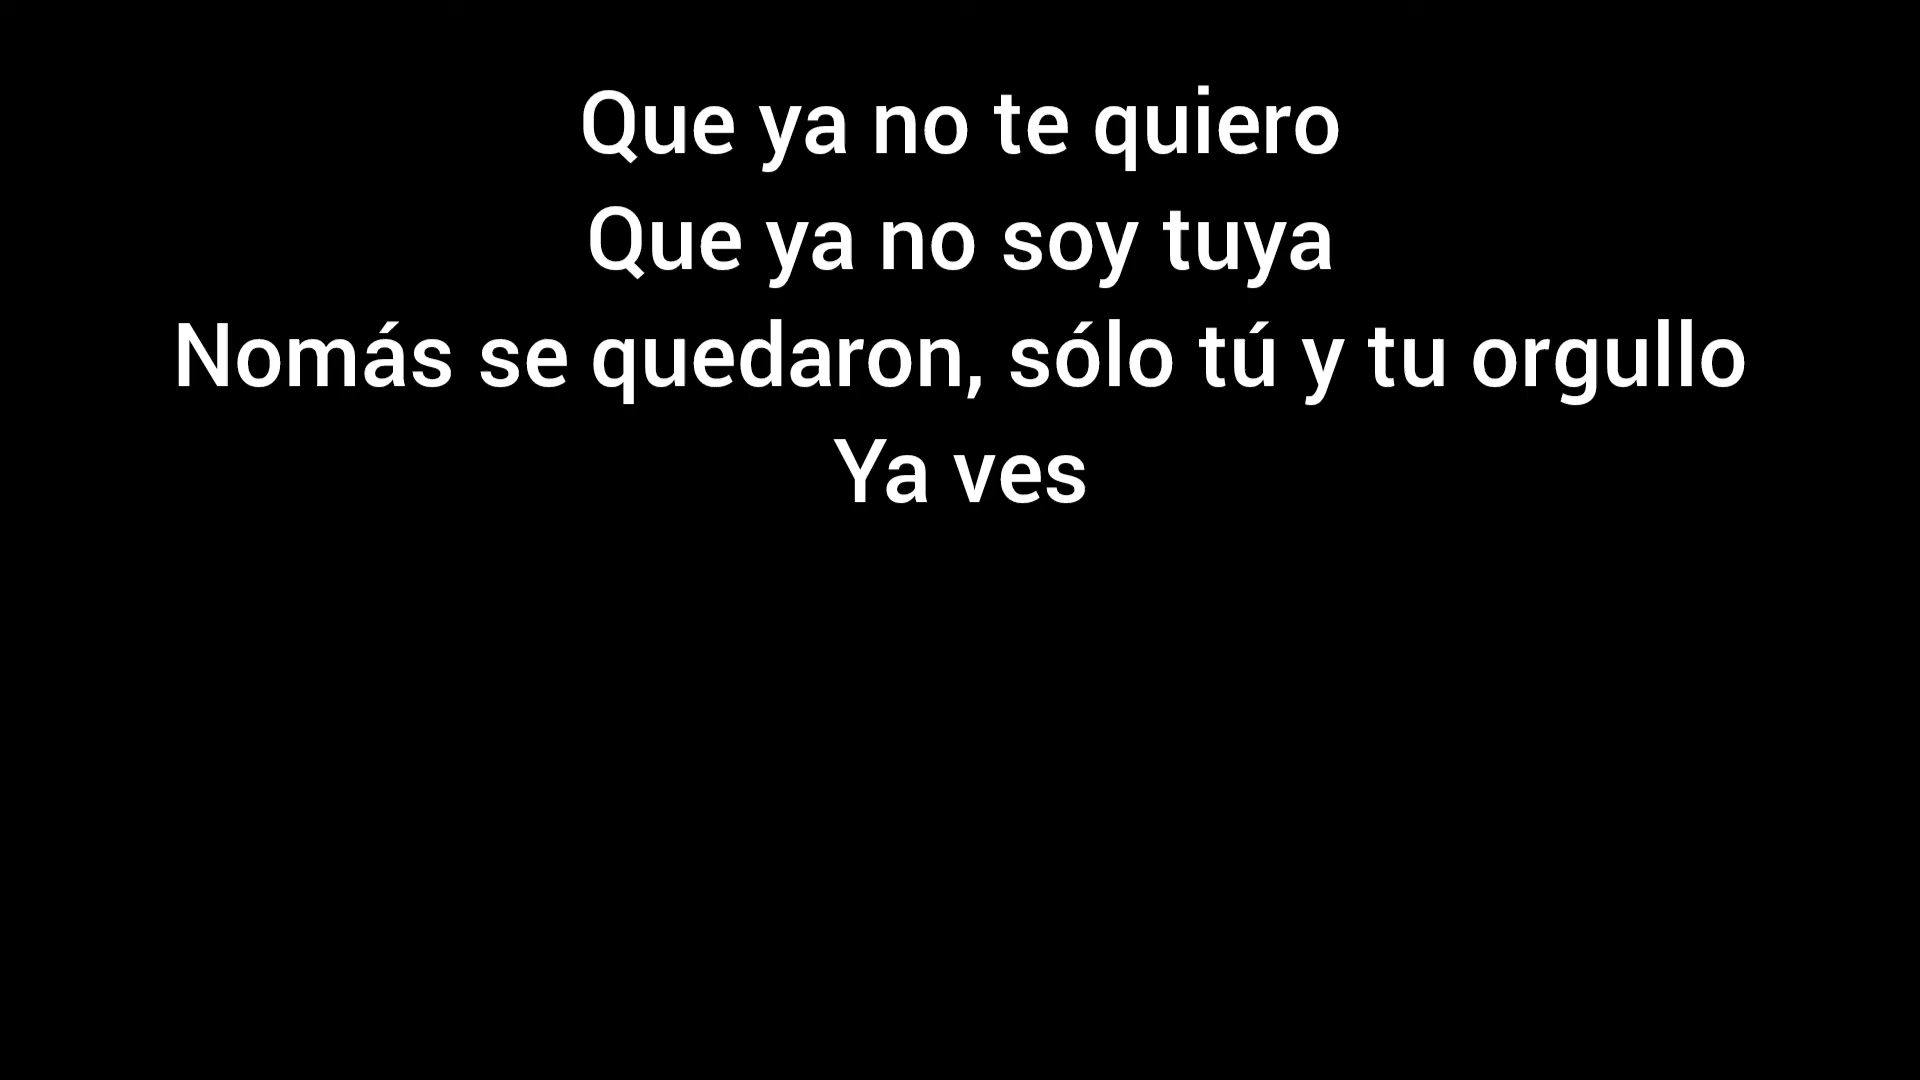 Que ya no te quiero
Que ya no soy tuya
Nomás se quedaron, sólo tú y tu orgullo
Ya ves